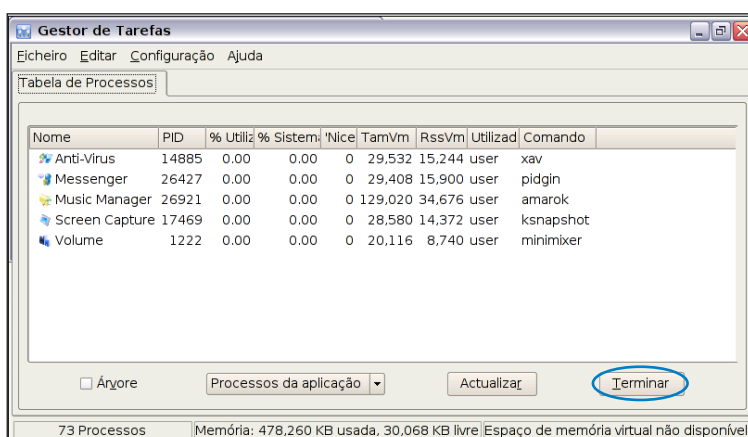 Gestor de Tarefas
Ficheiro Editar Configuração Ajuda
Tabela de Processos
Nome PID % Utiliz % Sistema 'Nice TamVm RssVm Utilizad Comando
Anti-Virus 14885 0.00 0.00 0 29,532 15,244 user xav
Messenger 26427 0.00 0.00 0 29,408 15,900 user pidgin
Music Manager 26921 0.00 0.00 0 129,020 34,676 user amarok
Screen Capture 17469 0.00 0.00 0 28,580 14,372 user ksnapshot
Volume 1222 0.00 0.00 0 20,116 8,740 user minimixer
Árvore Processos da aplicação Actualizar Terminar
73 Processos Memória: 478,260 KB usada, 30,068 KB livre Espaço de memória virtual não disponível